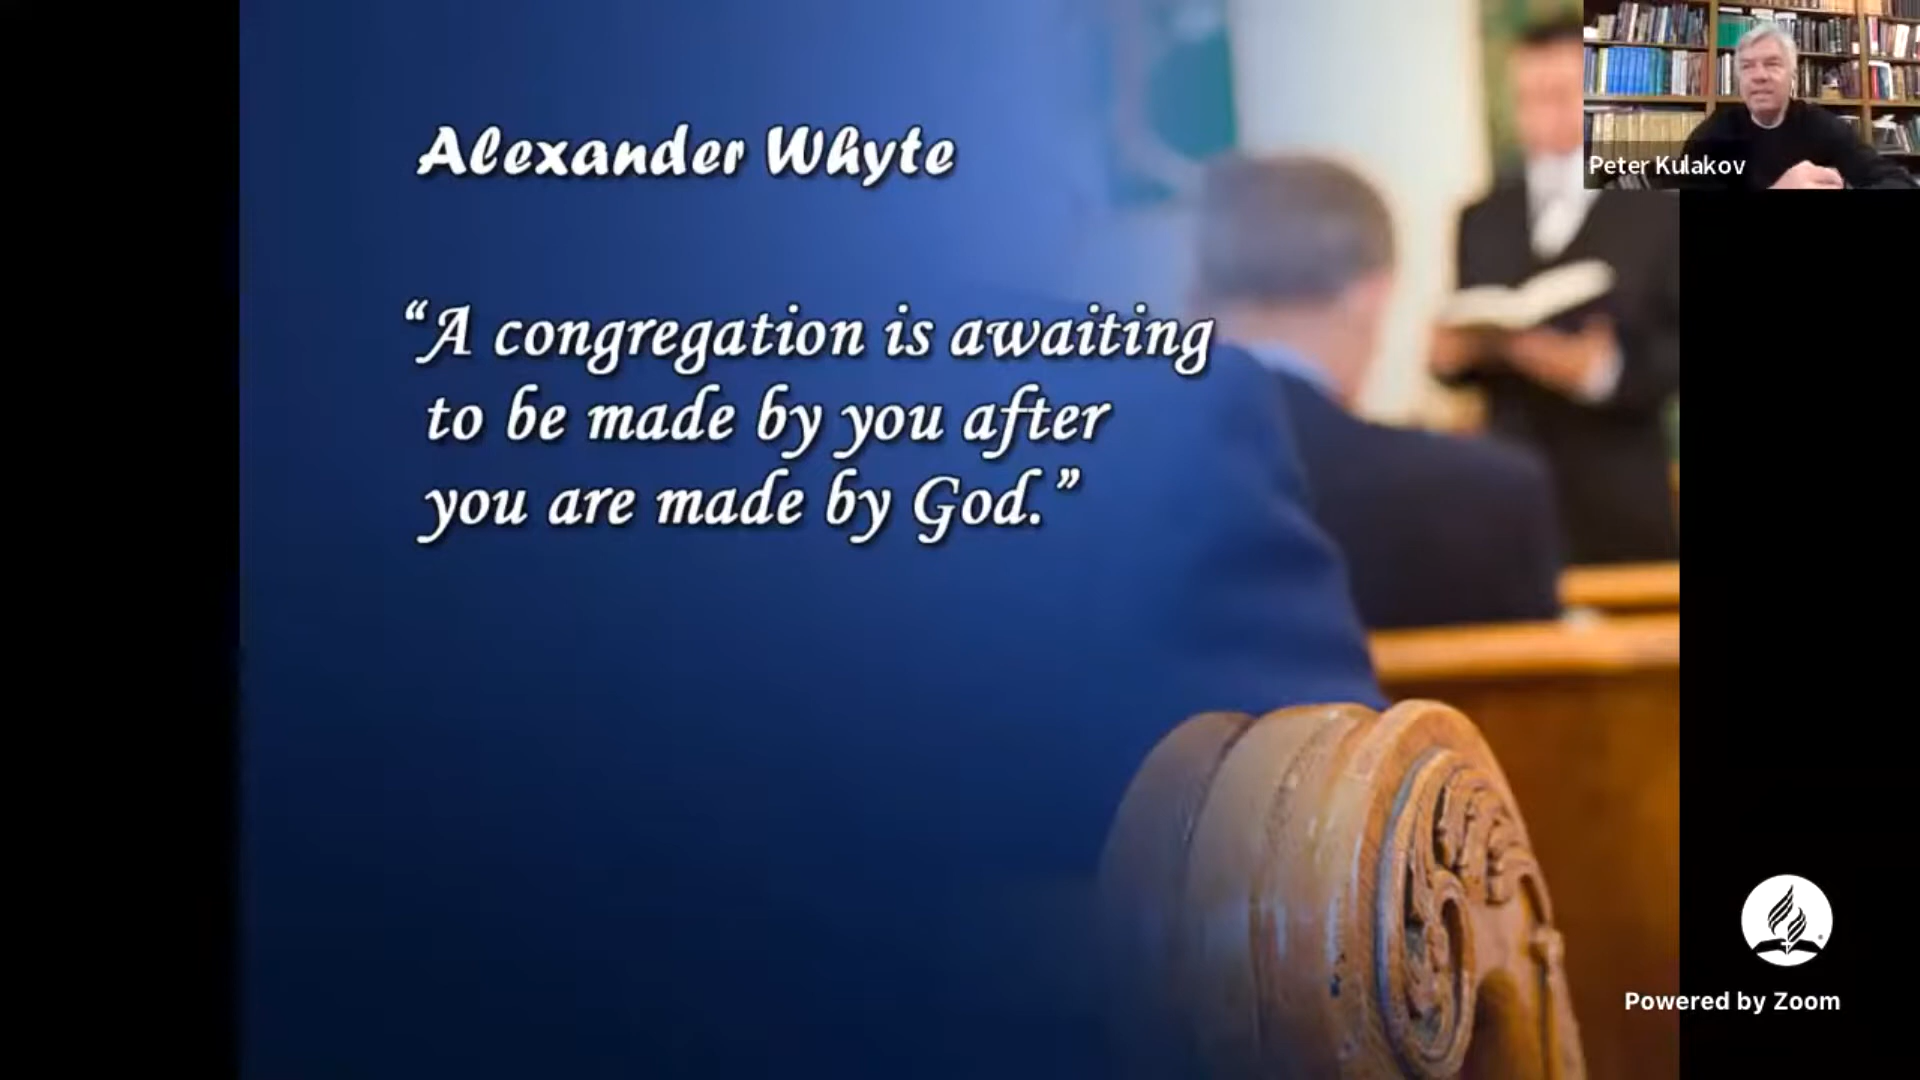 Alexander Whyte
“A congregation is awaiting
to be made by you after
you are made by God.”
Peter Kulakov
Powered by Zoom